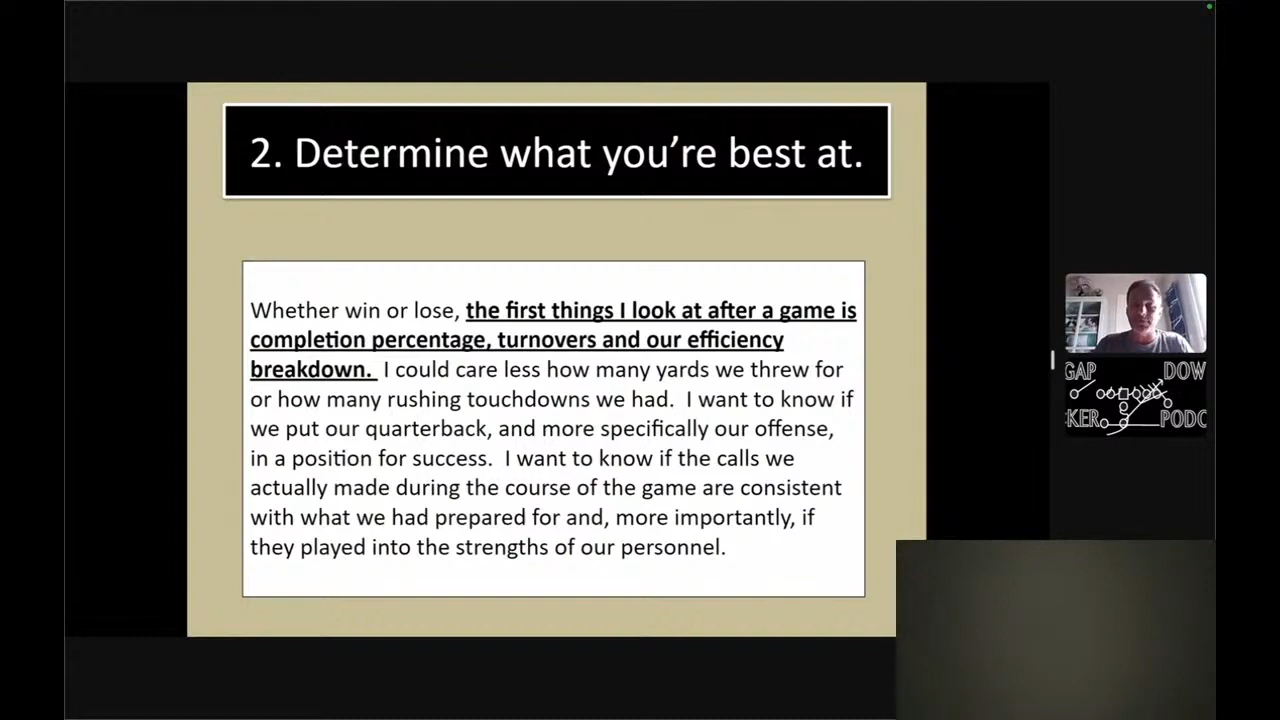 2. Determine what you’re best at.
Whether win or lose, the first things I look at after a game is
completion percentage, turnovers and our efficiency
breakdown.  I could care less how many yards we threw for
or how many rushing touchdowns we had.  I want to know if
we put our quarterback, and more specifically our offense,
in a position for success.  I want to know if the calls we
actually made during the course of the game are consistent
with what we had prepared for and, more importantly, if
they played into the strengths of our personnel.
GAP DOW
CKER PODC